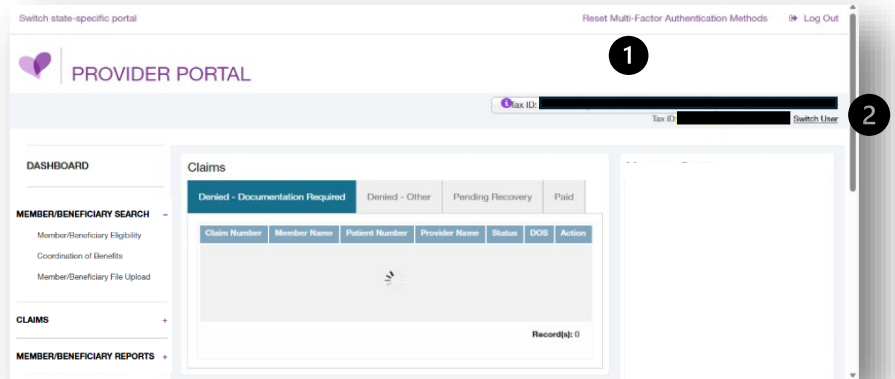 Switch state-specific portal
Reset Multi-Factor Authentication Methods Log Out
1
PROVIDER PORTAL
Tax ID:
Tax ID: Switch User
2
DASHBOARD
Claims
Denied - Documentation Required Denied - Other Pending Recovery Paid
MEMBER/BENEFICIARY SEARCH -
Claim Number Member Name Patient Number Provider Name Status DOS Action
Member/Beneficiary Eligibility
Coordination of Benefits
Member/Beneficiary File Upload
CLAIMS +
Record(s): 0
MEMBER/BENEFICIARY REPORTS +